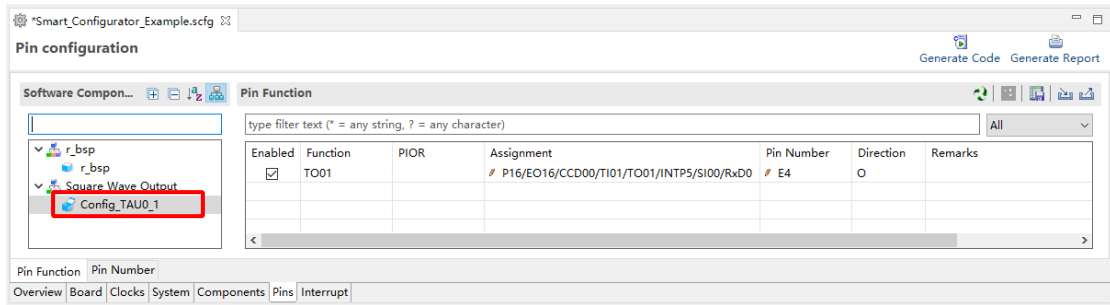 *Smart_Configurator_Example.scfg
Pin configuration
Generate Code Generate Report
Software Compon...
Pin Function
type filter text (* = any string, ? = any character)
All
r_bsp
r_bsp
Square Wave Output
Config_TAU0_1
Enabled Function PIOR Assignment Pin Number Direction Remarks
TO01 P16/EO16/CCD00/TI01/TO01/INTP5/SI00/RxD0 E4 O
Pin Function Pin Number
Overview Board Clocks System Components Pins Interrupt